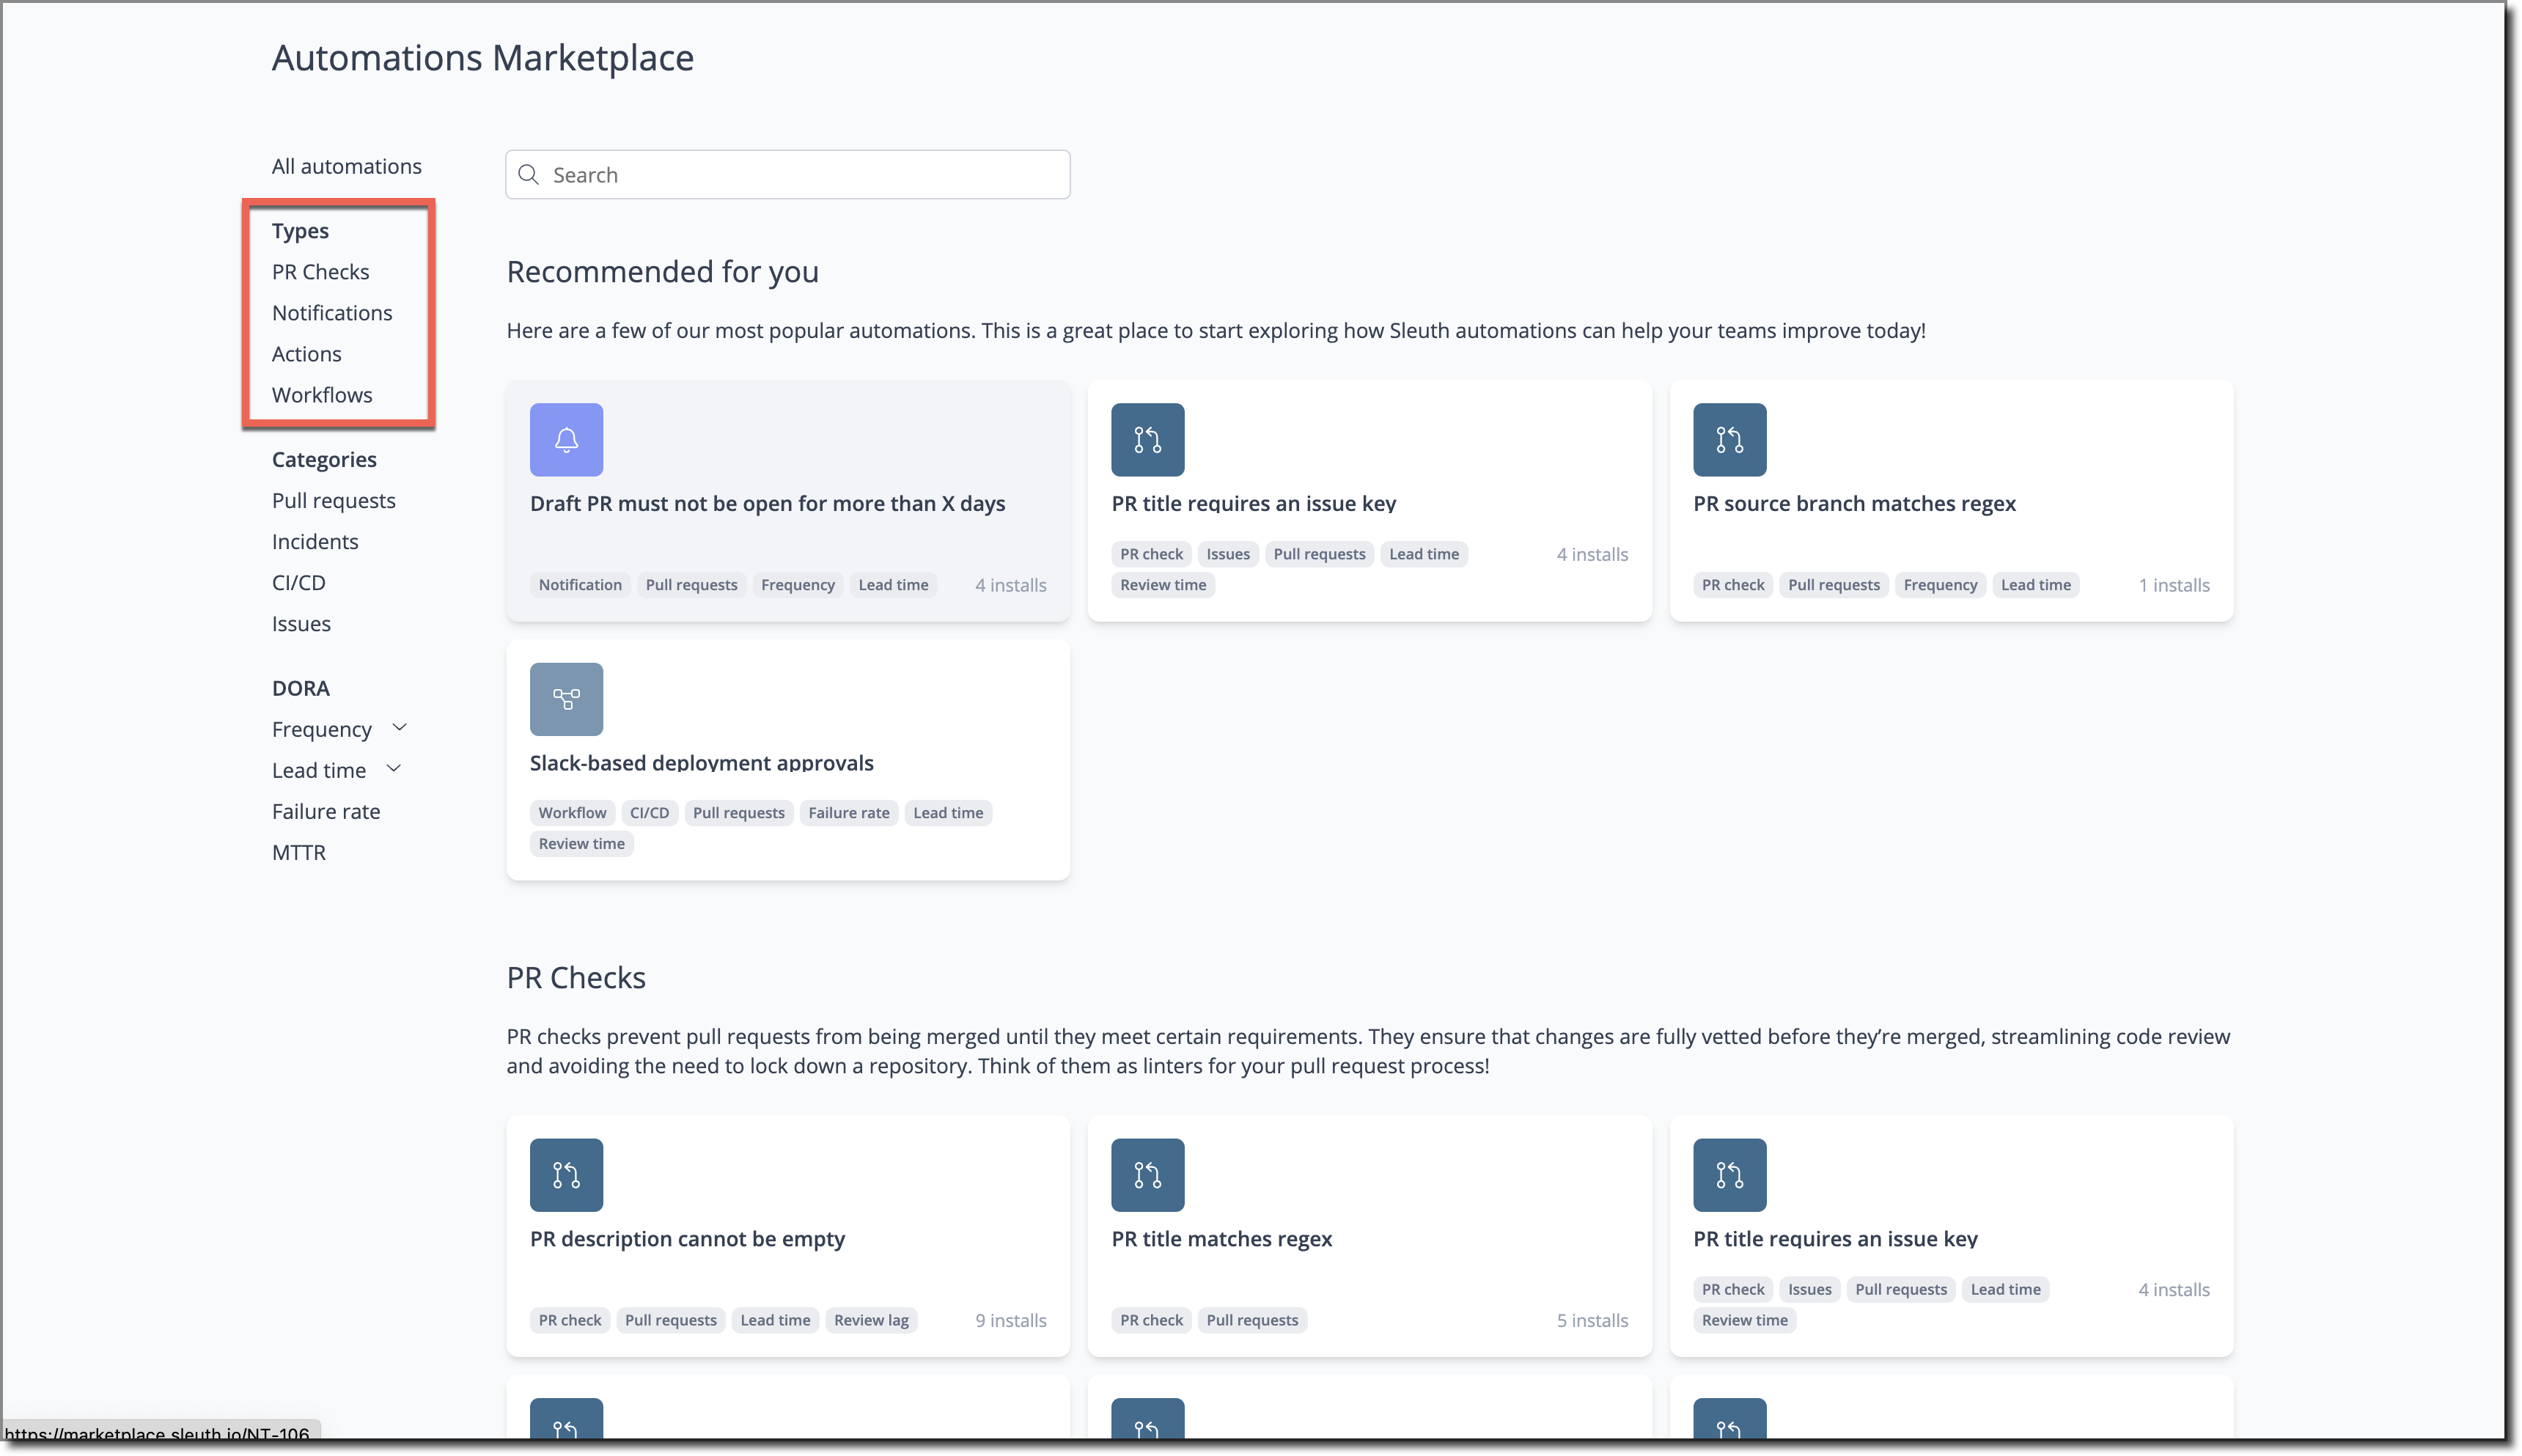 Automations Marketplace
All automations
Types
PR Checks
Notifications
Actions
Workflows
Categories
Pull requests
Incidents
CI/CD
Issues
DORA
Frequency
Lead time
Failure rate
MTTR
Search
Recommended for you
Here are a few of our most popular automations. This is a great place to start exploring how Sleuth automations can help your teams improve today!
Draft PR must not be open for more than X days
Notification Pull requests Frequency Lead time 4 installs
PR title requires an issue key
PR check Issues Pull requests Lead time 4 installs
Review time
PR source branch matches regex
PR check Pull requests Frequency Lead time 1 installs
Slack-based deployment approvals
Workflow CI/CD Pull requests Failure rate Lead time
Review time
PR Checks
PR checks prevent pull requests from being merged until they meet certain requirements. They ensure that changes are fully vetted before they’re merged, streamlining code review
and avoiding the need to lock down a repository. Think of them as linters for your pull request process!
PR description cannot be empty
PR check Pull requests Lead time Review lag 9 installs
PR title matches regex
PR check Pull requests 5 installs
PR title requires an issue key
PR check Issues Pull requests Lead time 4 installs
Review time
https://marketplace.sleuth.io/NT-106